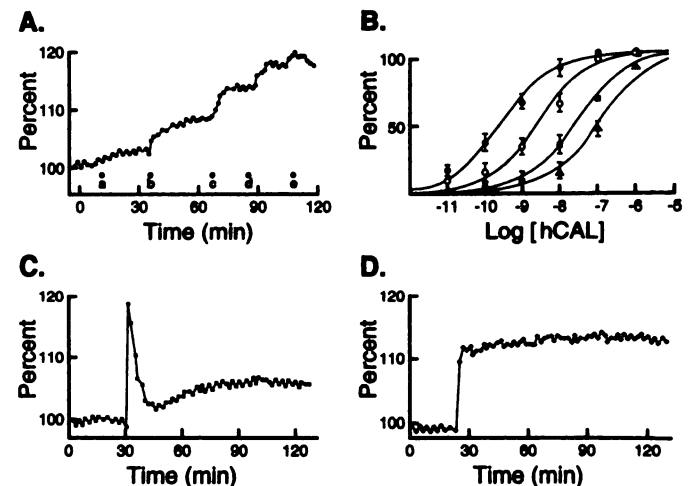 A.
120
110
100
Percent
a b c d e
0 30 60 90 120
Time (min)
B.
100
50
Percent
-11 -10 -9 -8 -7 -6 -5
Log [hCAL]
C.
120
110
100
Percent
0 30 60 90 120
Time (min)
D.
120
110
100
Percent
0 30 60 90 120
Time (min)